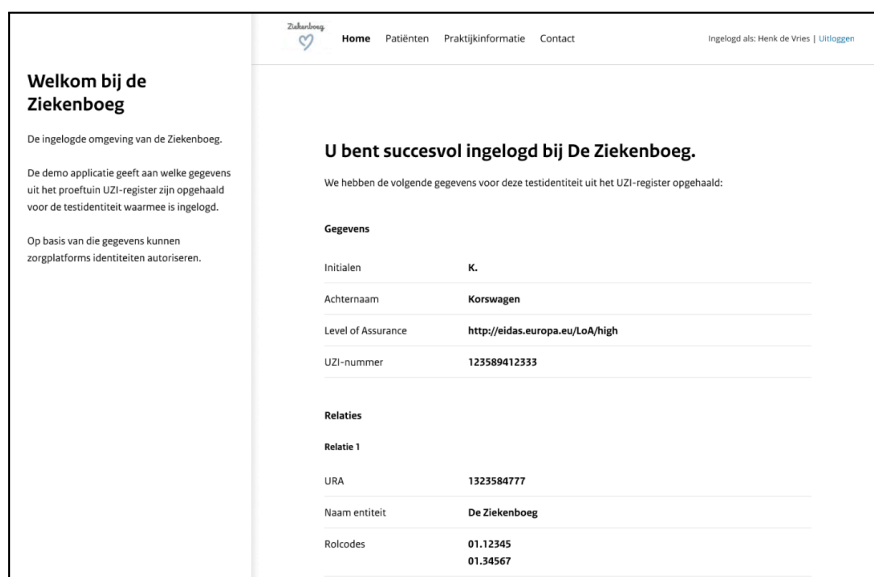 Ziekenboeg
Home Patiënten Praktijkinformatie Contact
Ingelogd als: Henk de Vries | Uitloggen
Welkom bij de
Ziekenboeg
De ingelogde omgeving van de Ziekenboeg.
De demo applicatie geeft aan welke gegevens
uit het proeftuin UZI-register zijn opgehaald
voor de testidentiteit waarmee is ingelogd.
Op basis van die gegevens kunnen
zorgplatforms identiteiten autoriseren.
U bent succesvol ingelogd bij De Ziekenboeg.
We hebben de volgende gegevens voor deze testidentiteit uit het UZI-register opgehaald:
Gegevens
Initialen K.
Achternaam Korswagen
Level of Assurance http://eidas.europa.eu/LoA/high
UZI-nummer 123589412333
Relaties
Relatie 1
URA 1323584777
Naam entiteit De Ziekenboeg
Rolcodes 01.12345
01.34567